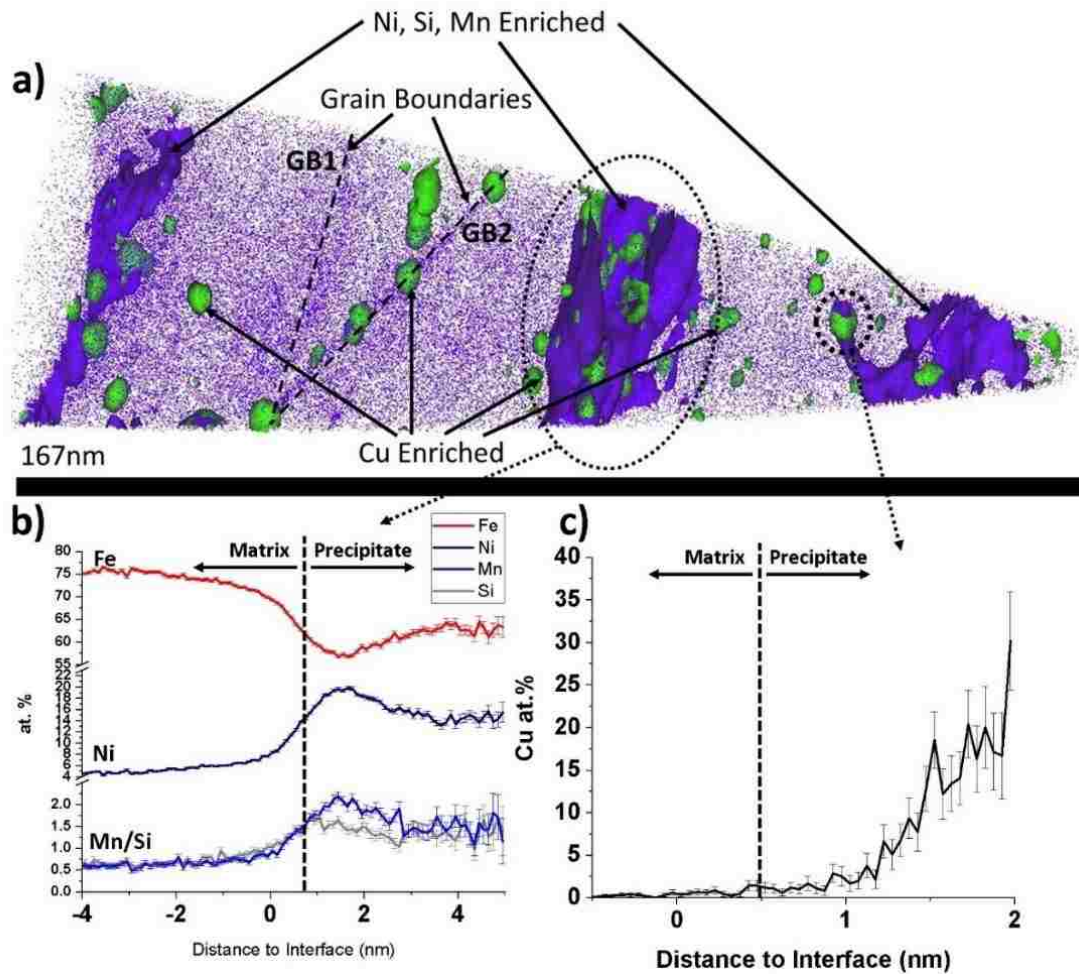 Ni, Si, Mn Enriched
a)
Grain Boundaries
GB1
GB2
Cu Enriched
167nm
b)
Fe
Ni
Mn
Si
Matrix
Precipitate
Fe
Ni
Mn/Si
80
75
70
65
60
55
22
20
18
16
14
12
10
8
6
4
2.0
1.5
1.0
0.5
0.0
at. %
-4
-2
0
2
4
Distance to Interface (nm)
c)
Matrix
Precipitate
40
35
30
25
20
15
10
5
0
Cu at.%
0
1
2
Distance to Interface (nm)